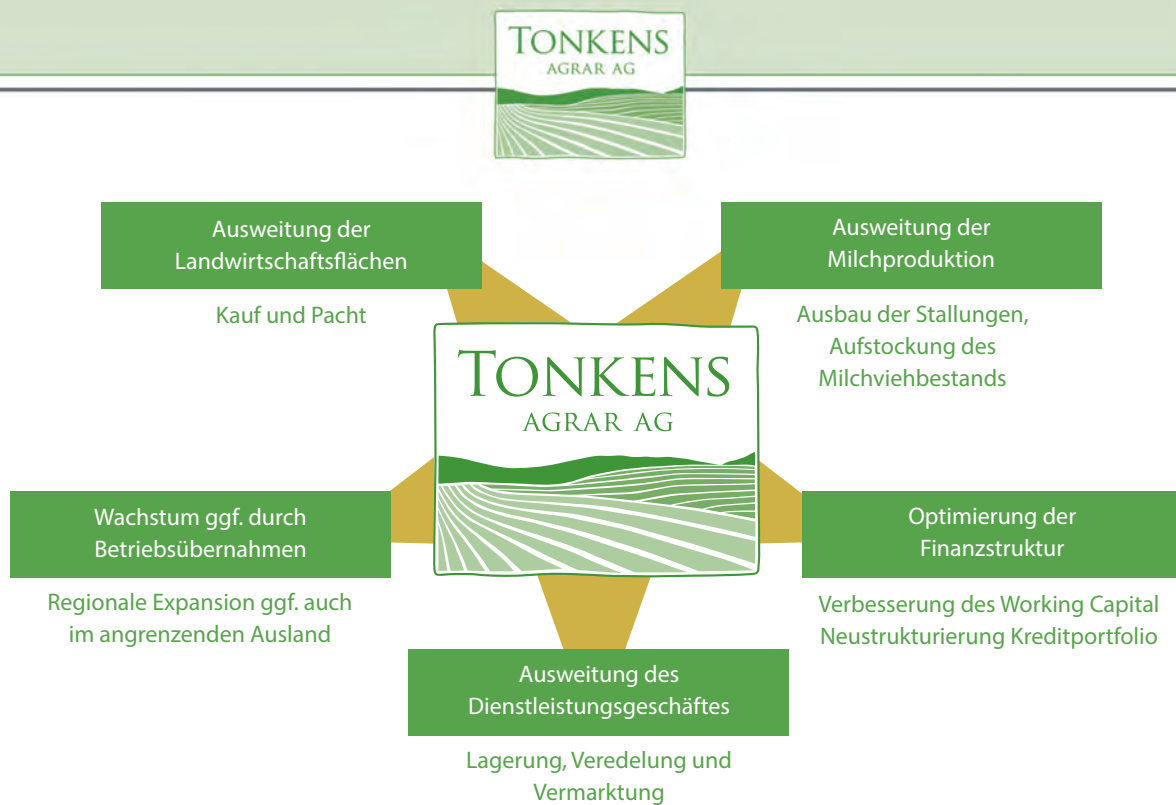 TONKENS
AGRAR AG
Ausweitung der
Landwirtschaftsflächen
Kauf und Pacht
Ausweitung der
Milchproduktion
Ausbau der Stallungen,
Aufstockung des
Milchviehbestands
TONKENS
AGRAR AG
Wachstum ggf. durch
Betriebsübernahmen
Regionale Expansion ggf. auch
im angrenzenden Ausland
Optimierung der
Finanzstruktur
Verbesserung des Working Capital
Neustrukturierung Kreditportfolio
Ausweitung des
Dienstleistungsgeschäftes
Lagerung, Veredelung und
Vermarktung